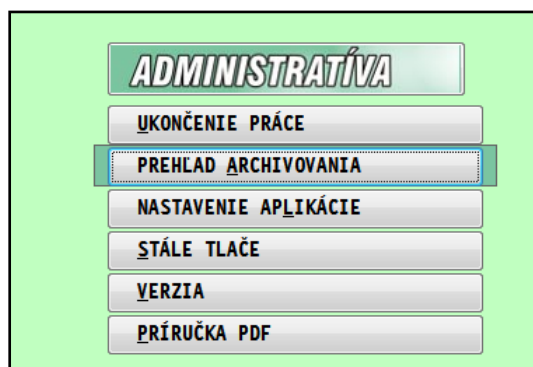 ADMINISTRATÍVA
UKONČENIE PRÁCE
PREHĽAD ARCHIVOVANIA
NASTAVENIE APLIKÁCIE
STÁLE TLAČE
VERZIA
PRÍRUČKA PDF